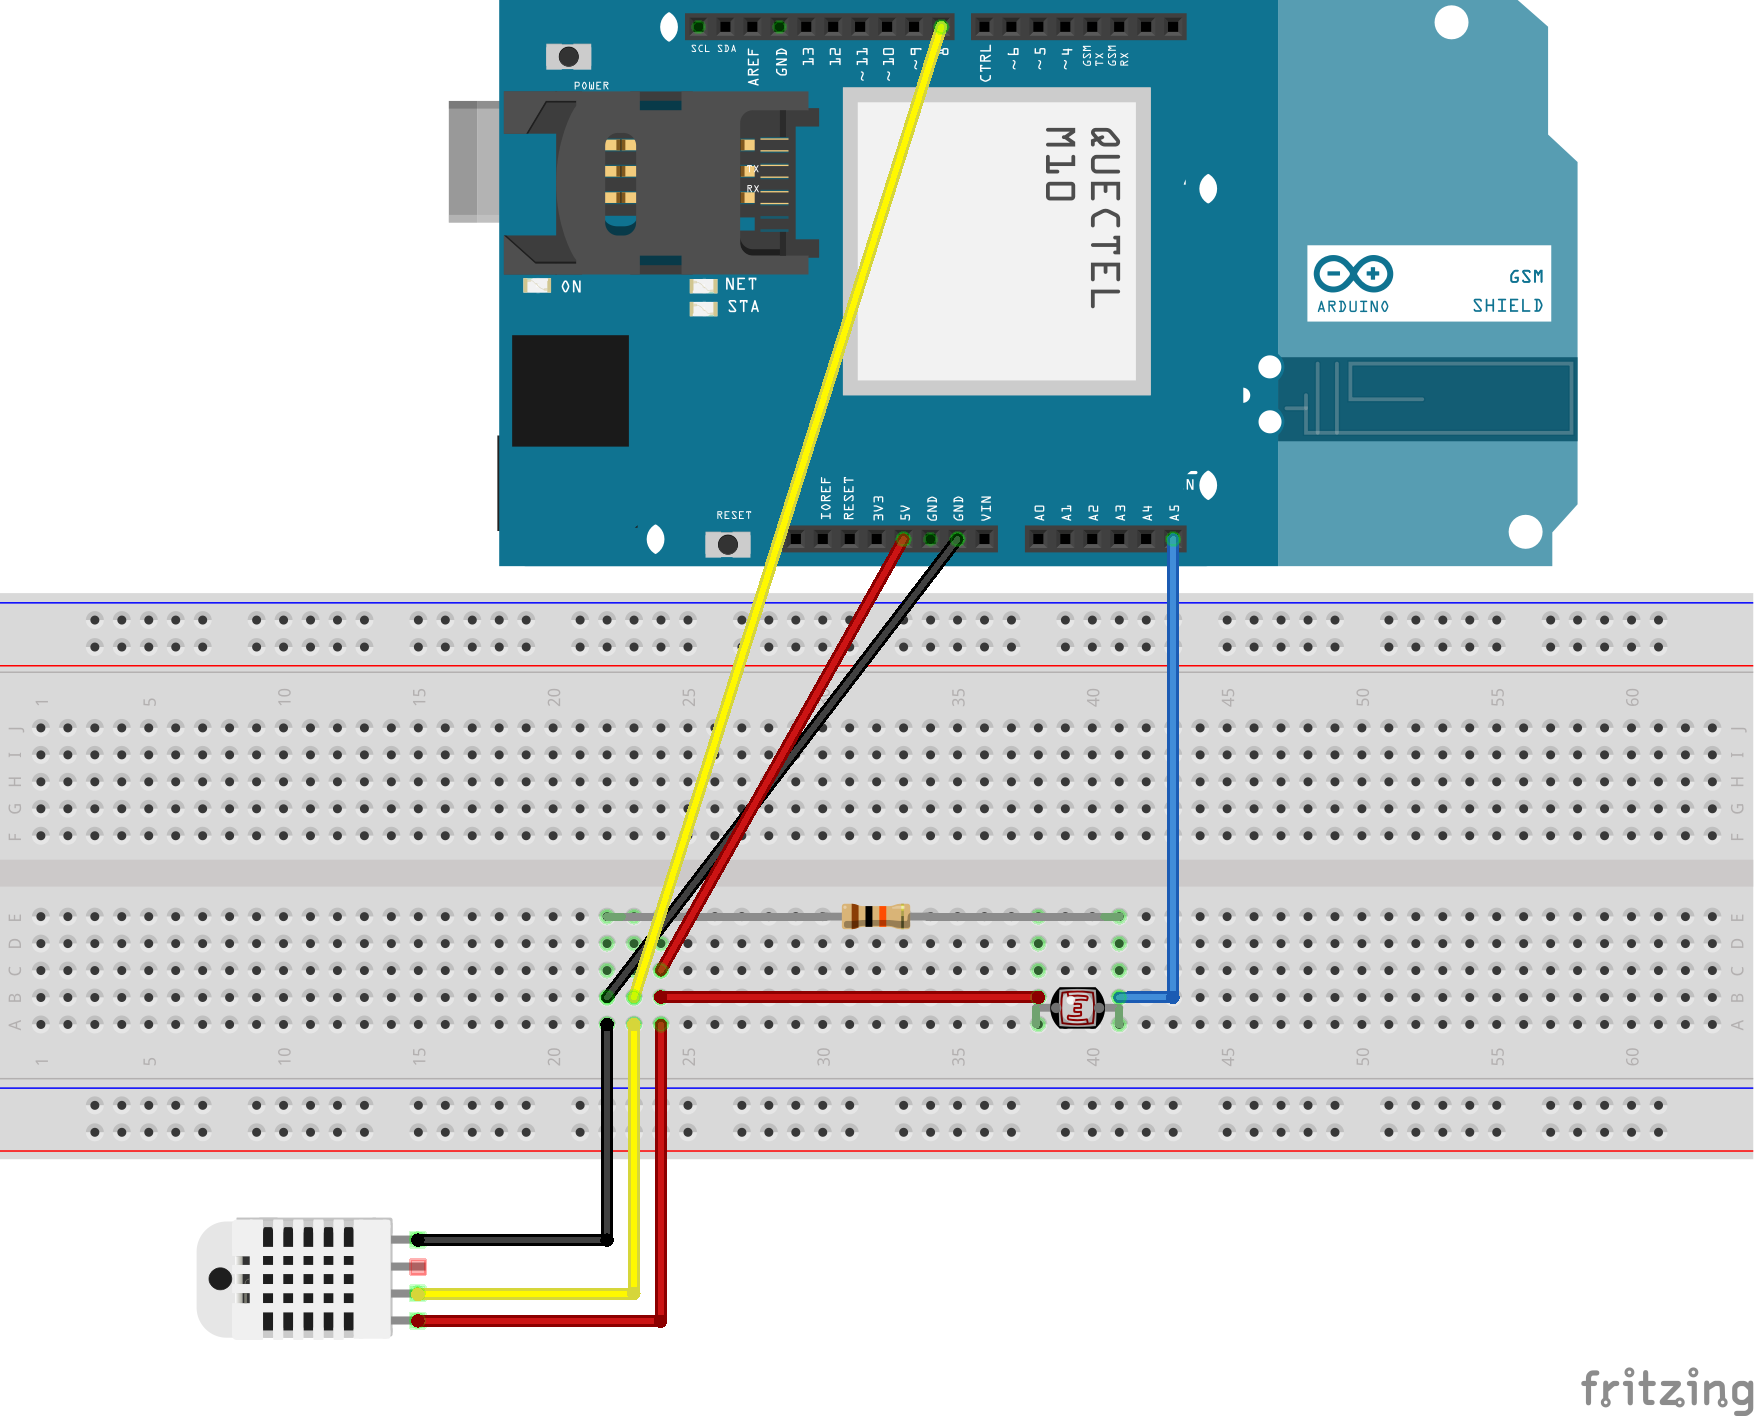 SCL SDA AREF GND 13 12 ~11 ~10 ~9 8 CTRL ~6 ~5 ~4 GSM TX GSM RX
POWER
TX
RX
QUECTEL
M10
ON
NET
STA
ARDUINO
GSM
SHIELD
RESET
IOREF RESET 3V3 5V GND GND VIN A0 A1 A2 A3 A4 A5
N
1 5 10 15 20 25 35 40 45 50 55 60
J J
I I
H H
G G
F F
E E
D D
C C
B B
A A
1 5 10 15 20 25 30 35 40 45 50 55 60
fritzing